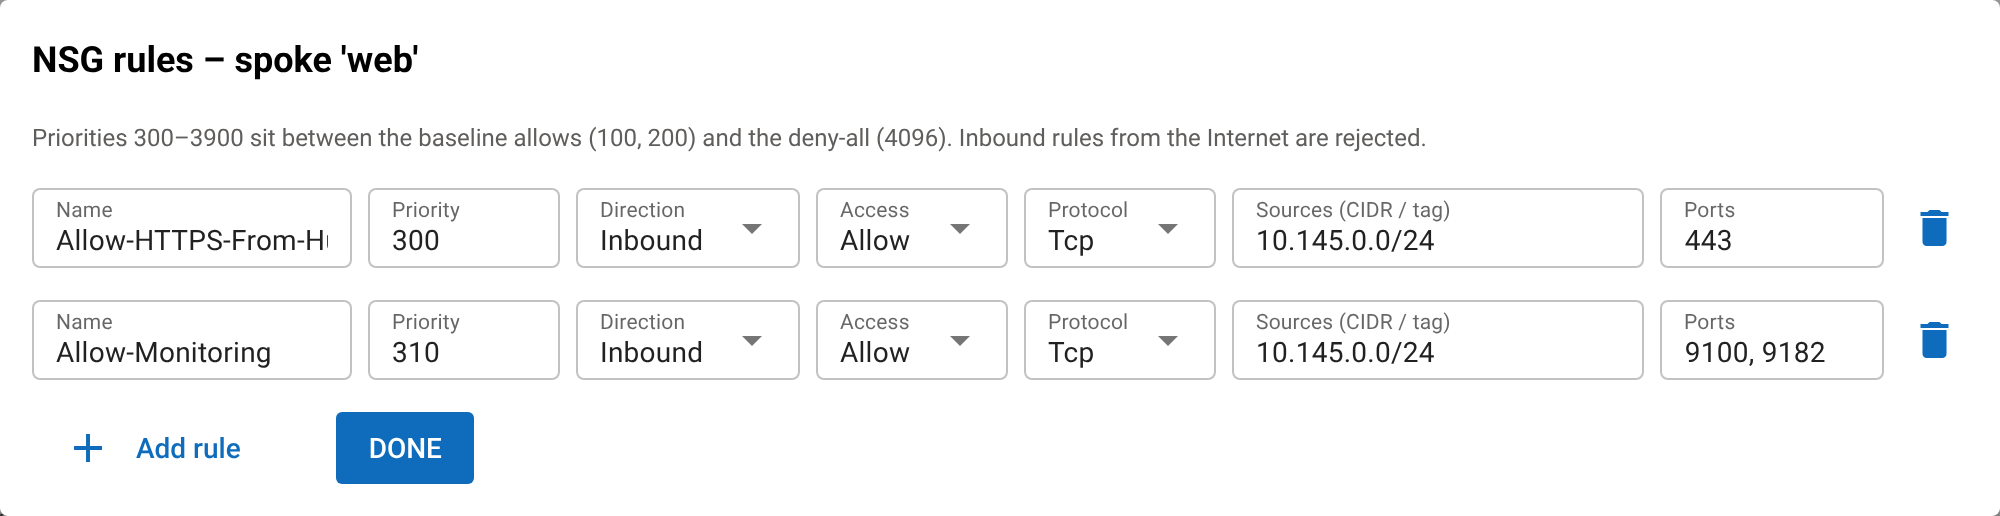 NSG rules – spoke 'web'
Priorities 300–3900 sit between the baseline allows (100, 200) and the deny-all (4096). Inbound rules from the Internet are rejected.
Name Priority Direction Access Protocol Sources (CIDR / tag) Ports
Allow-HTTPS-From-H 300 Inbound Allow Tcp 10.145.0.0/24 443
Name Priority Direction Access Protocol Sources (CIDR / tag) Ports
Allow-Monitoring 310 Inbound Allow Tcp 10.145.0.0/24 9100, 9182
Add rule DONE